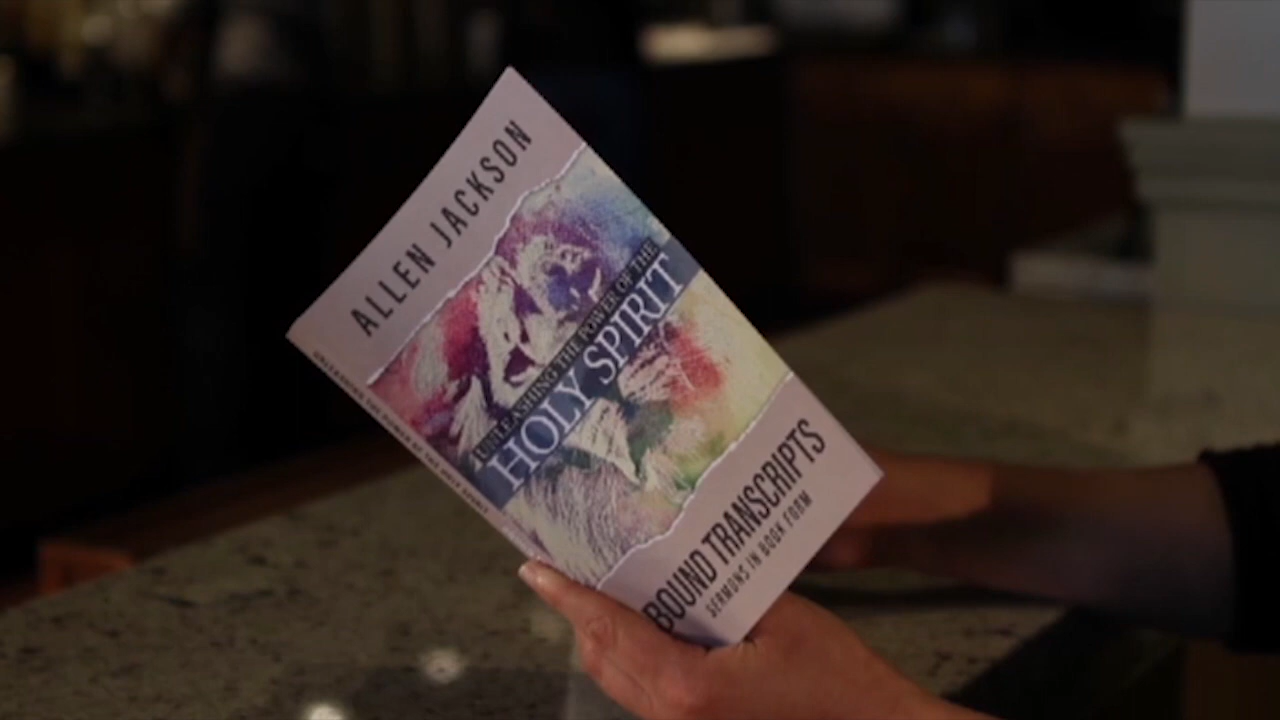 ALLEN JACKSON
UNLEASHING THE POWER OF THE
HOLY SPIRIT
BOUND TRANSCRIPTS
SERMONS IN BOOK FORM